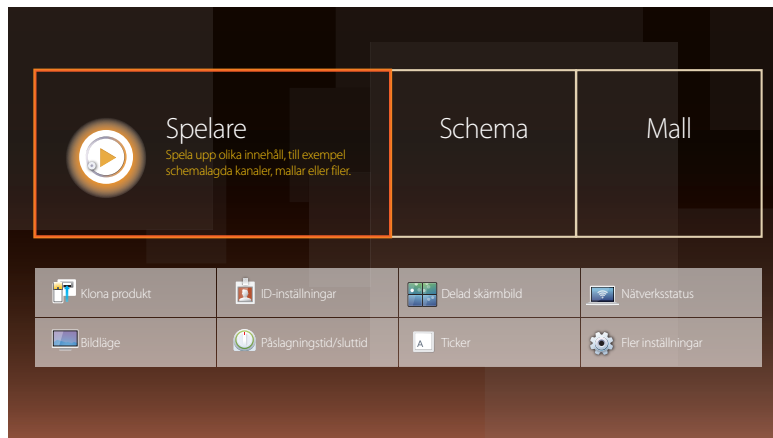 Spelare
Spela upp olika innehåll, till exempel
schemalagda kanaler, mallar eller filer.
Schema
Mall
Klona produkt
ID-inställningar
Delad skärmbild
Nätverksstatus
Bildläge
Påslagningstid/sluttid
A
Ticker
Fler inställningar